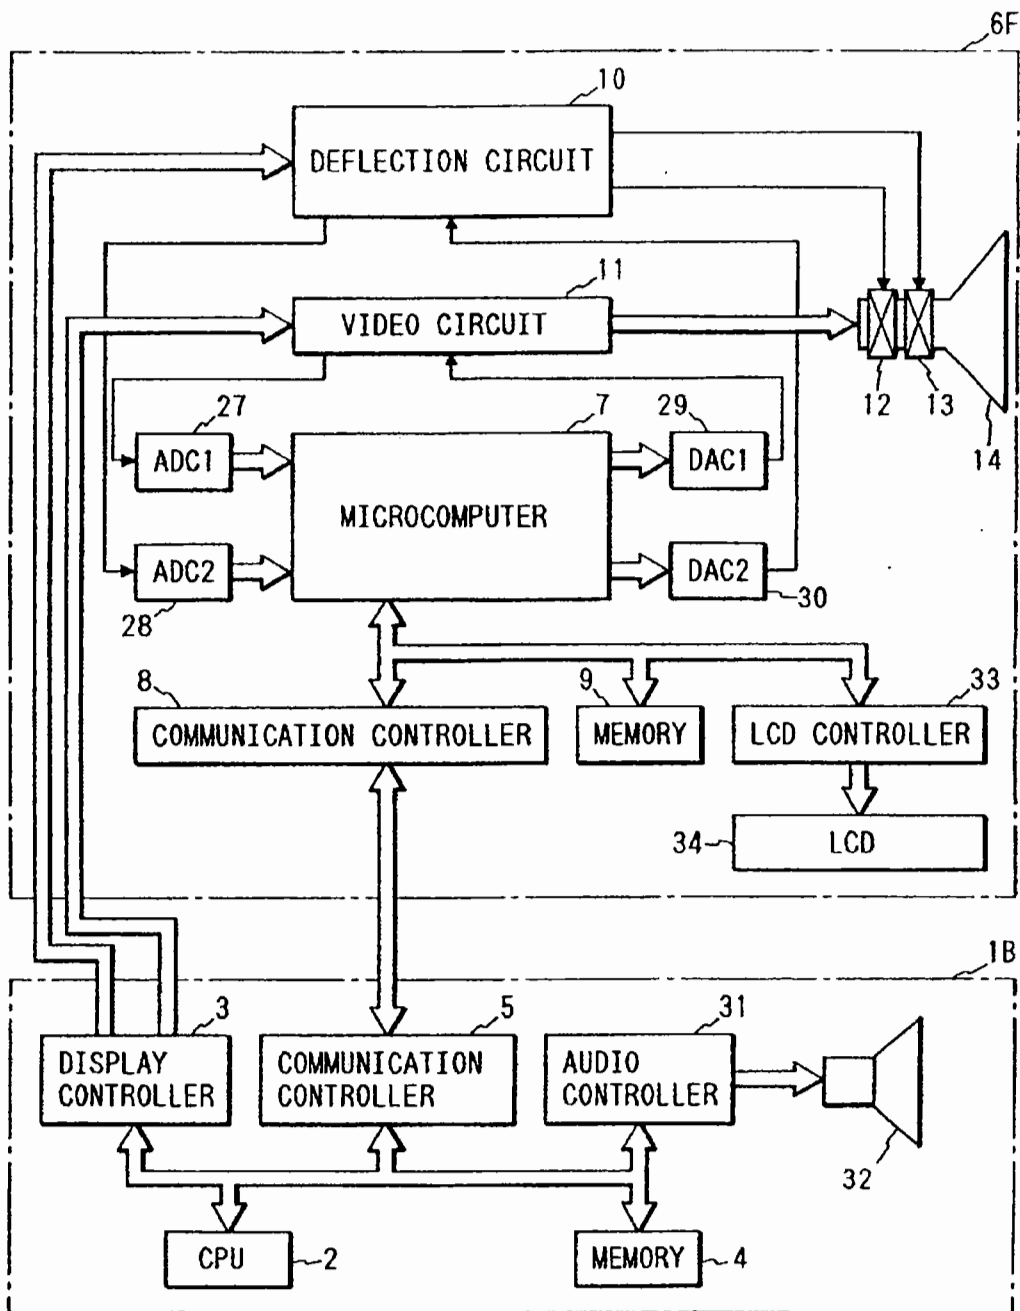 6F
10
DEFLECTION CIRCUIT
11
VIDEO CIRCUIT
12
13
14
27
7
29
ADC1
DAC1
MICROCOMPUTER
ADC2
DAC2
28
30
8
9
33
COMMUNICATION CONTROLLER
MEMORY
LCD CONTROLLER
34
LCD
1B
3
5
31
DISPLAY
CONTROLLER
COMMUNICATION
CONTROLLER
AUDIO
CONTROLLER
32
CPU
2
MEMORY
4